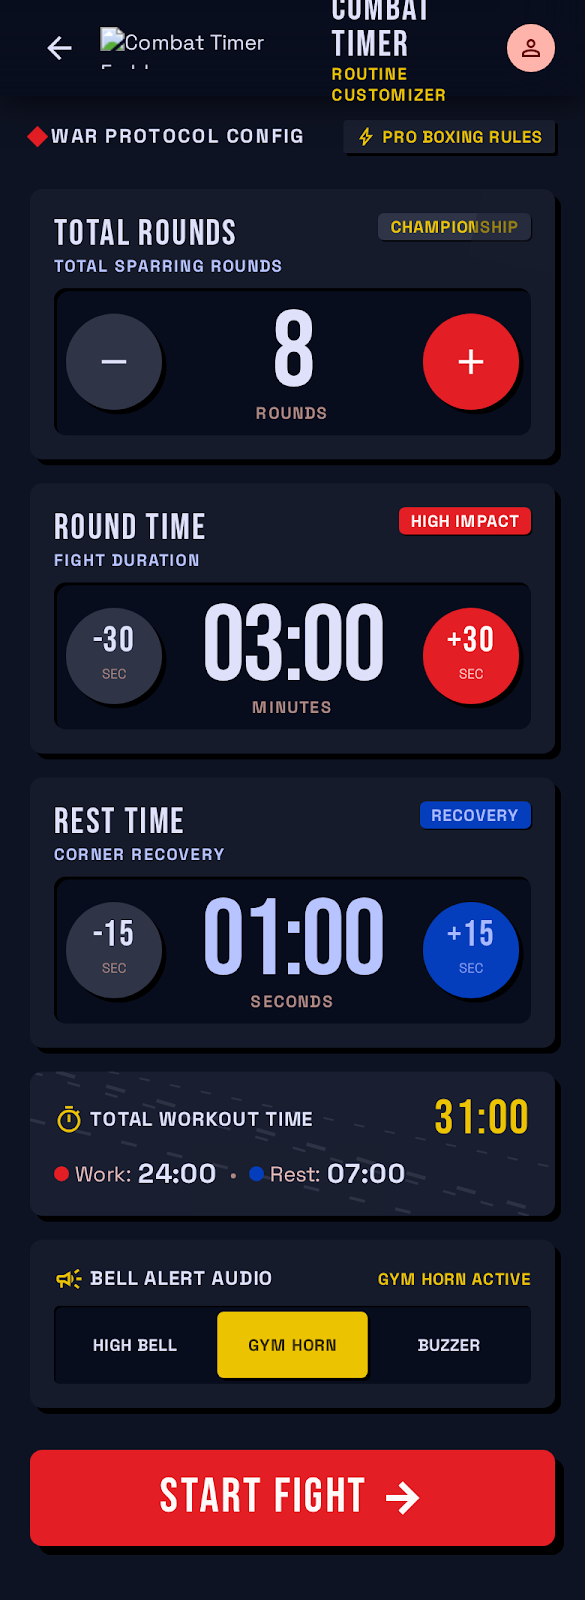 COMBAT
TIMER
Combat Timer
ROUTINE
CUSTOMIZER
WAR PROTOCOL CONFIG
PRO BOXING RULES
TOTAL ROUNDS
CHAMPIONSHIP
TOTAL SPARRING ROUNDS
−
8
+
ROUNDS
ROUND TIME
HIGH IMPACT
FIGHT DURATION
-30
SEC
03:00
+30
SEC
MINUTES
REST TIME
RECOVERY
CORNER RECOVERY
-15
SEC
01:00
+15
SEC
SECONDS
TOTAL WORKOUT TIME
31:00
Work: 24:00 • Rest: 07:00
BELL ALERT AUDIO
GYM HORN ACTIVE
HIGH BELL
GYM HORN
BUZZER
START FIGHT →